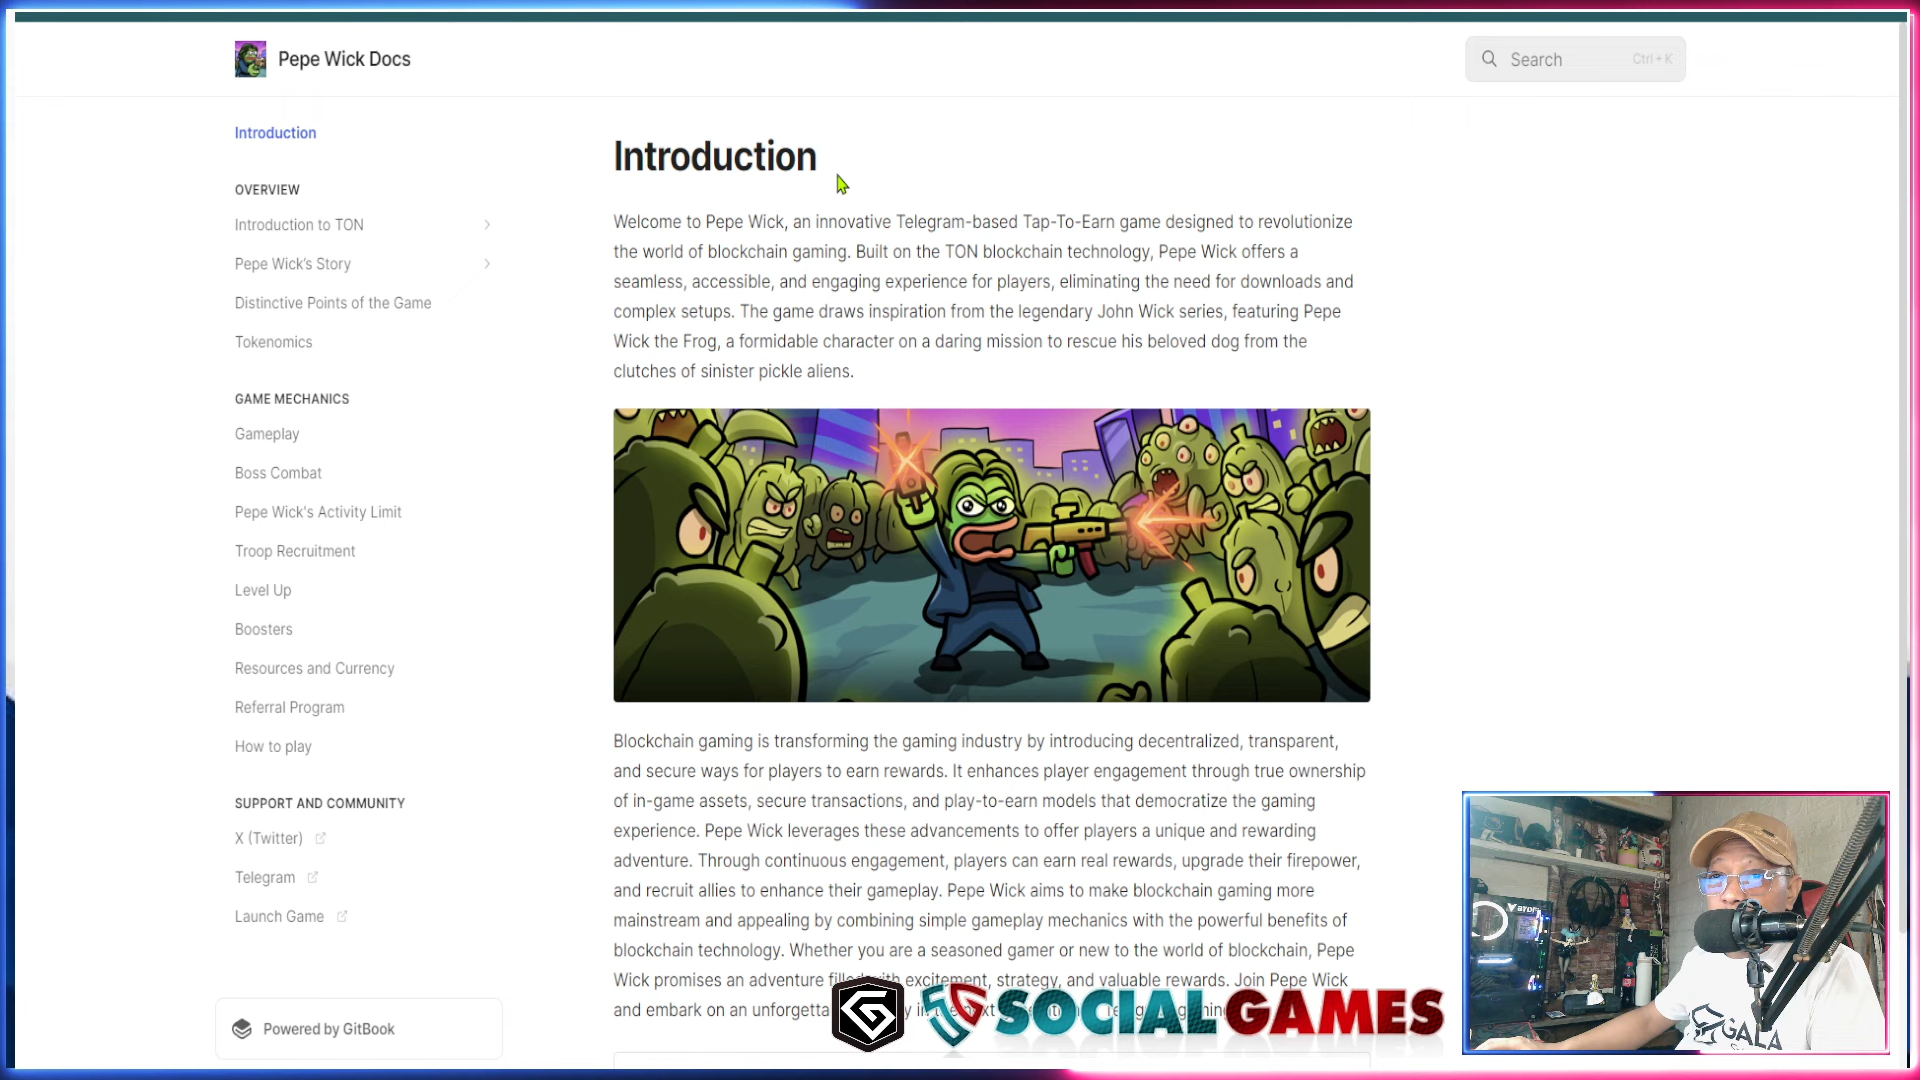 Pepe Wick Docs
Search Ctrl + K
Introduction
OVERVIEW
Introduction to TON
Pepe Wick's Story
Distinctive Points of the Game
Tokenomics
GAME MECHANICS
Gameplay
Boss Combat
Pepe Wick's Activity Limit
Troop Recruitment
Level Up
Boosters
Resources and Currency
Referral Program
How to play
SUPPORT AND COMMUNITY
X (Twitter)
Telegram
Launch Game
Powered by GitBook
Introduction
Welcome to Pepe Wick, an innovative Telegram-based Tap-To-Earn game designed to revolutionize
the world of blockchain gaming. Built on the TON blockchain technology, Pepe Wick offers a
seamless, accessible, and engaging experience for players, eliminating the need for downloads and
complex setups. The game draws inspiration from the legendary John Wick series, featuring Pepe
Wick the Frog, a formidable character on a daring mission to rescue his beloved dog from the
clutches of sinister pickle aliens.
Blockchain gaming is transforming the gaming industry by introducing decentralized, transparent,
and secure ways for players to earn rewards. It enhances player engagement through true ownership
of in-game assets, secure transactions, and play-to-earn models that democratize the gaming
experience. Pepe Wick leverages these advancements to offer players a unique and rewarding
adventure. Through continuous engagement, players can earn real rewards, upgrade their firepower,
and recruit allies to enhance their gameplay. Pepe Wick aims to make blockchain gaming more
mainstream and appealing by combining simple gameplay mechanics with the powerful benefits of
blockchain technology. Whether you are a seasoned gamer or new to the world of blockchain, Pepe
Wick promises an adventure filled with excitement, strategy, and valuable rewards. Join Pepe Wick
and embark on an
SOCIAL GAMES
GALA